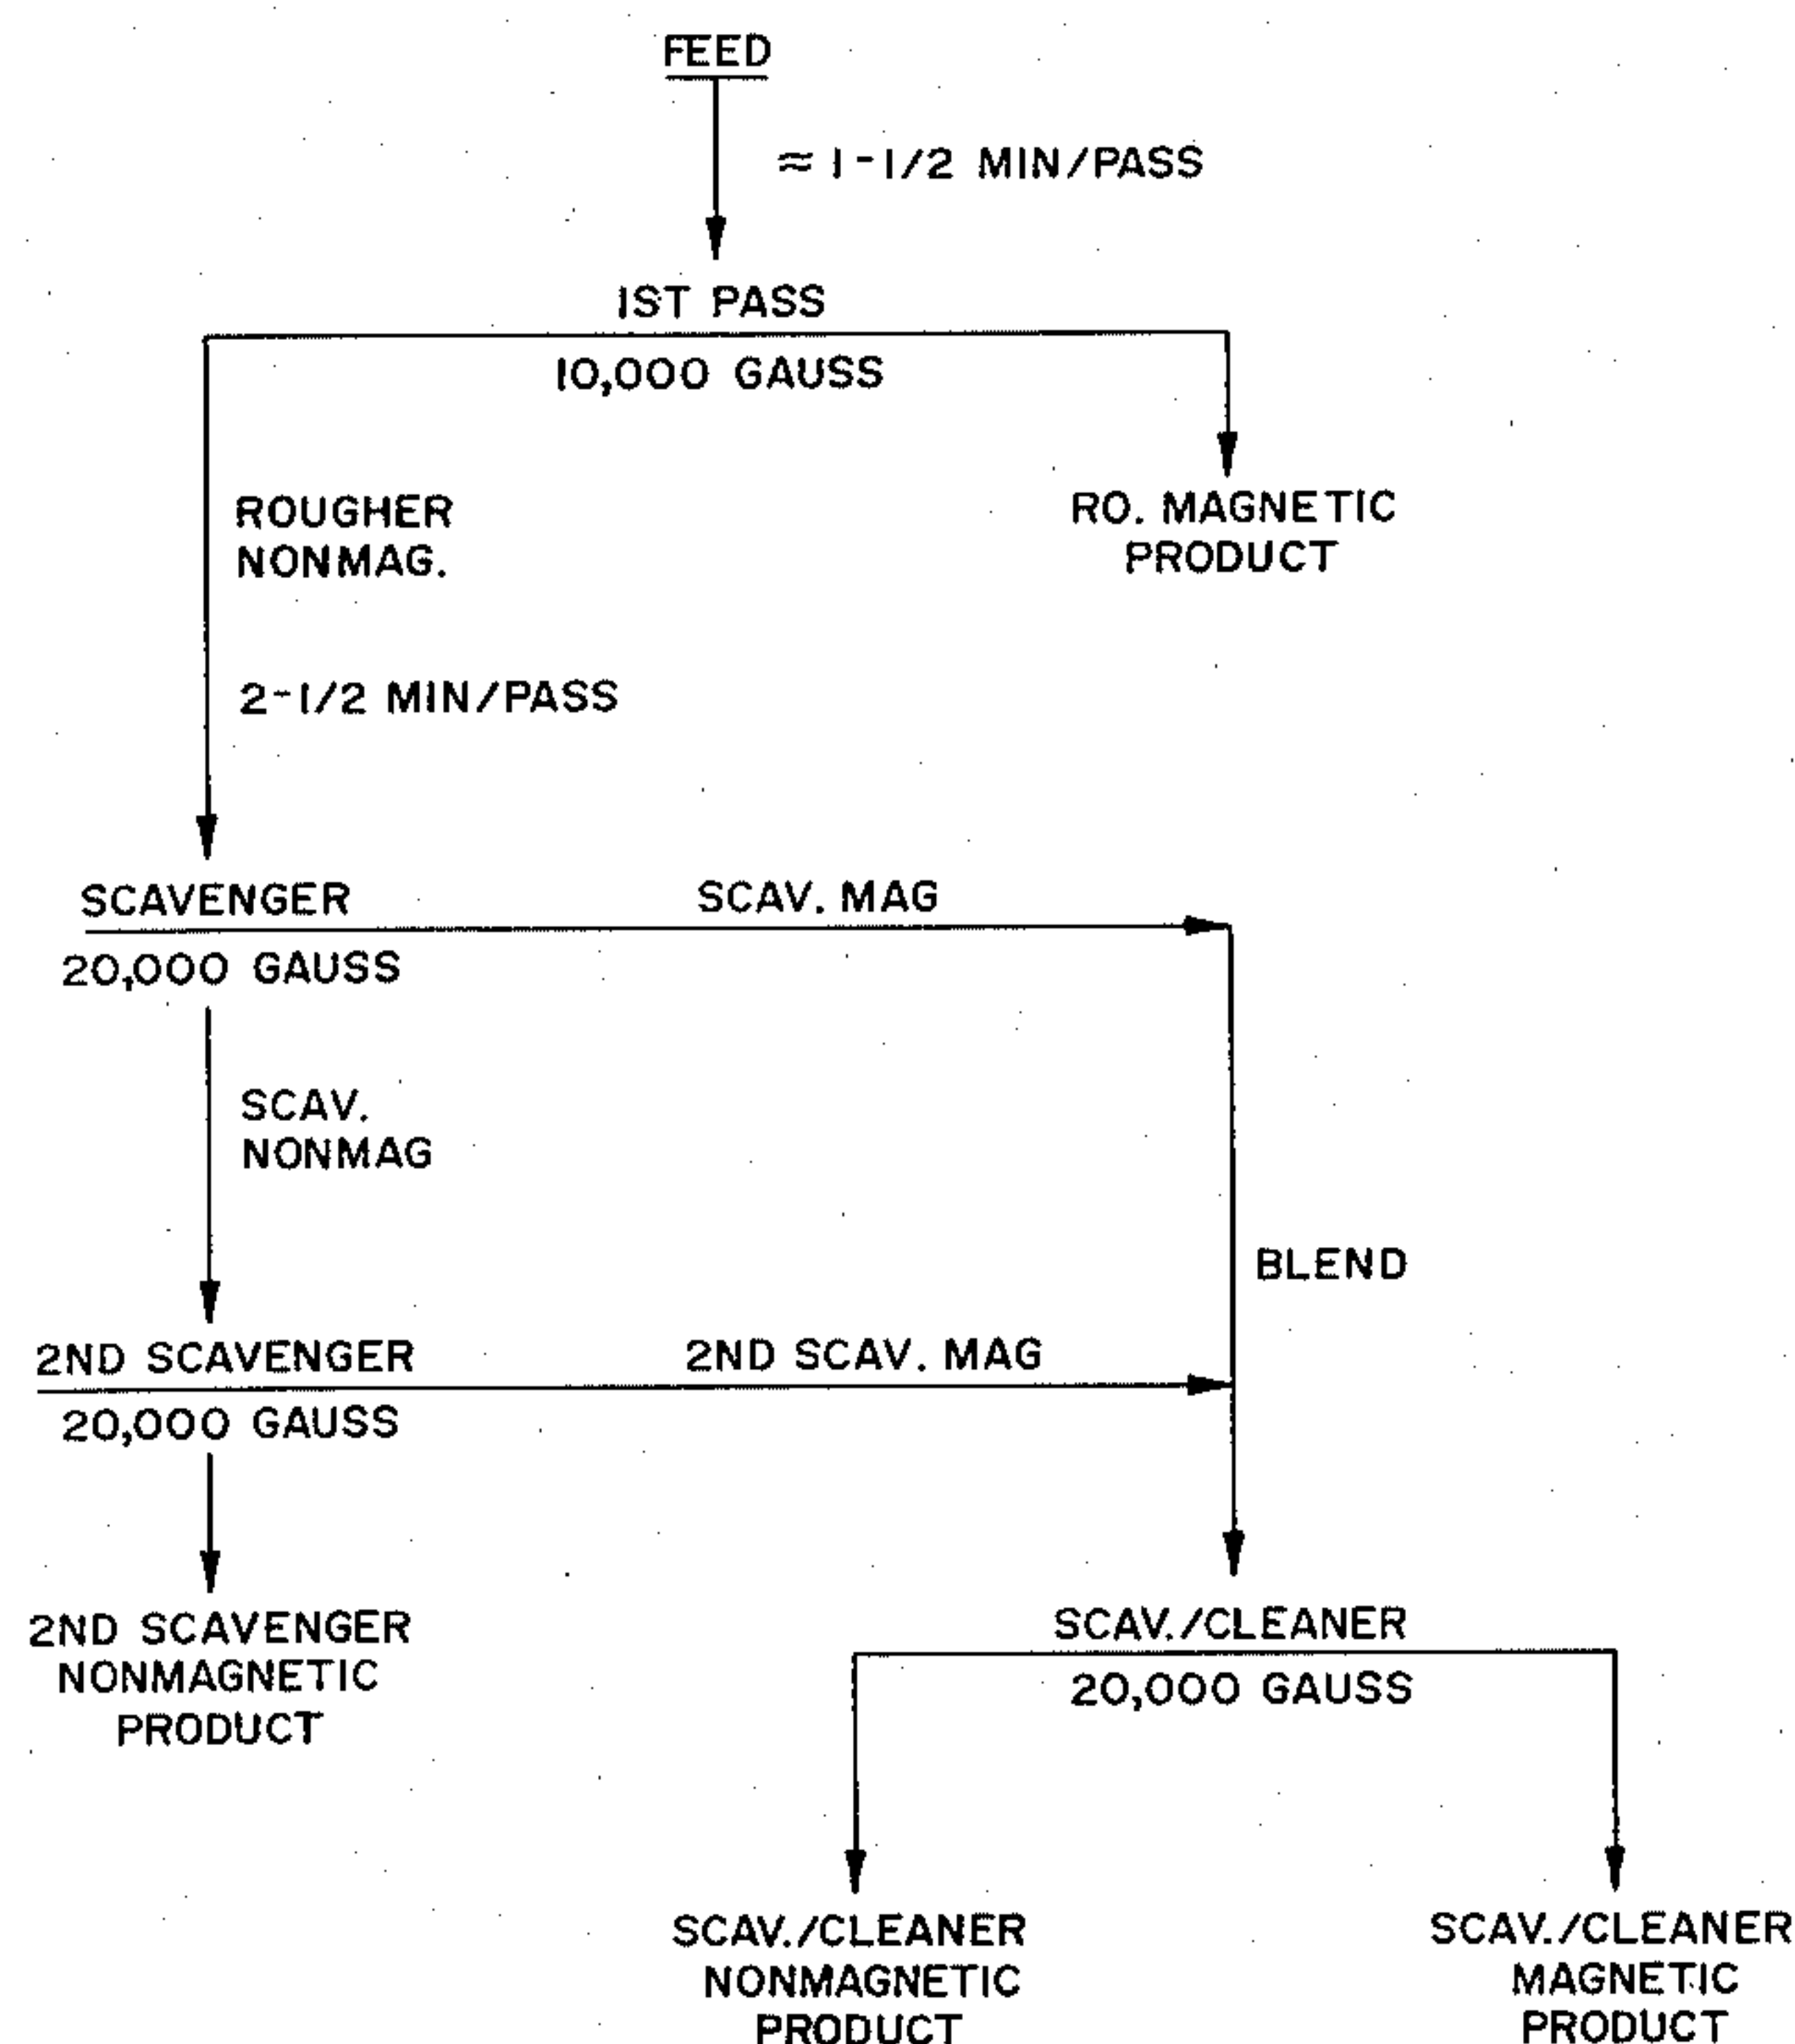 FEED
≈ 1-1/2 MIN/PASS
1ST PASS
10,000 GAUSS
ROUGHER
NONMAG.
RO. MAGNETIC
PRODUCT
2-1/2 MIN/PASS
SCAVENGER
SCAV. MAG
20,000 GAUSS
SCAV.
NONMAG
BLEND
2ND SCAVENGER
2ND SCAV. MAG
20,000 GAUSS
2ND SCAVENGER
NONMAGNETIC
PRODUCT
SCAV./CLEANER
20,000 GAUSS
SCAV./CLEANER
NONMAGNETIC
PRODUCT
SCAV./CLEANER
MAGNETIC
PRODUCT